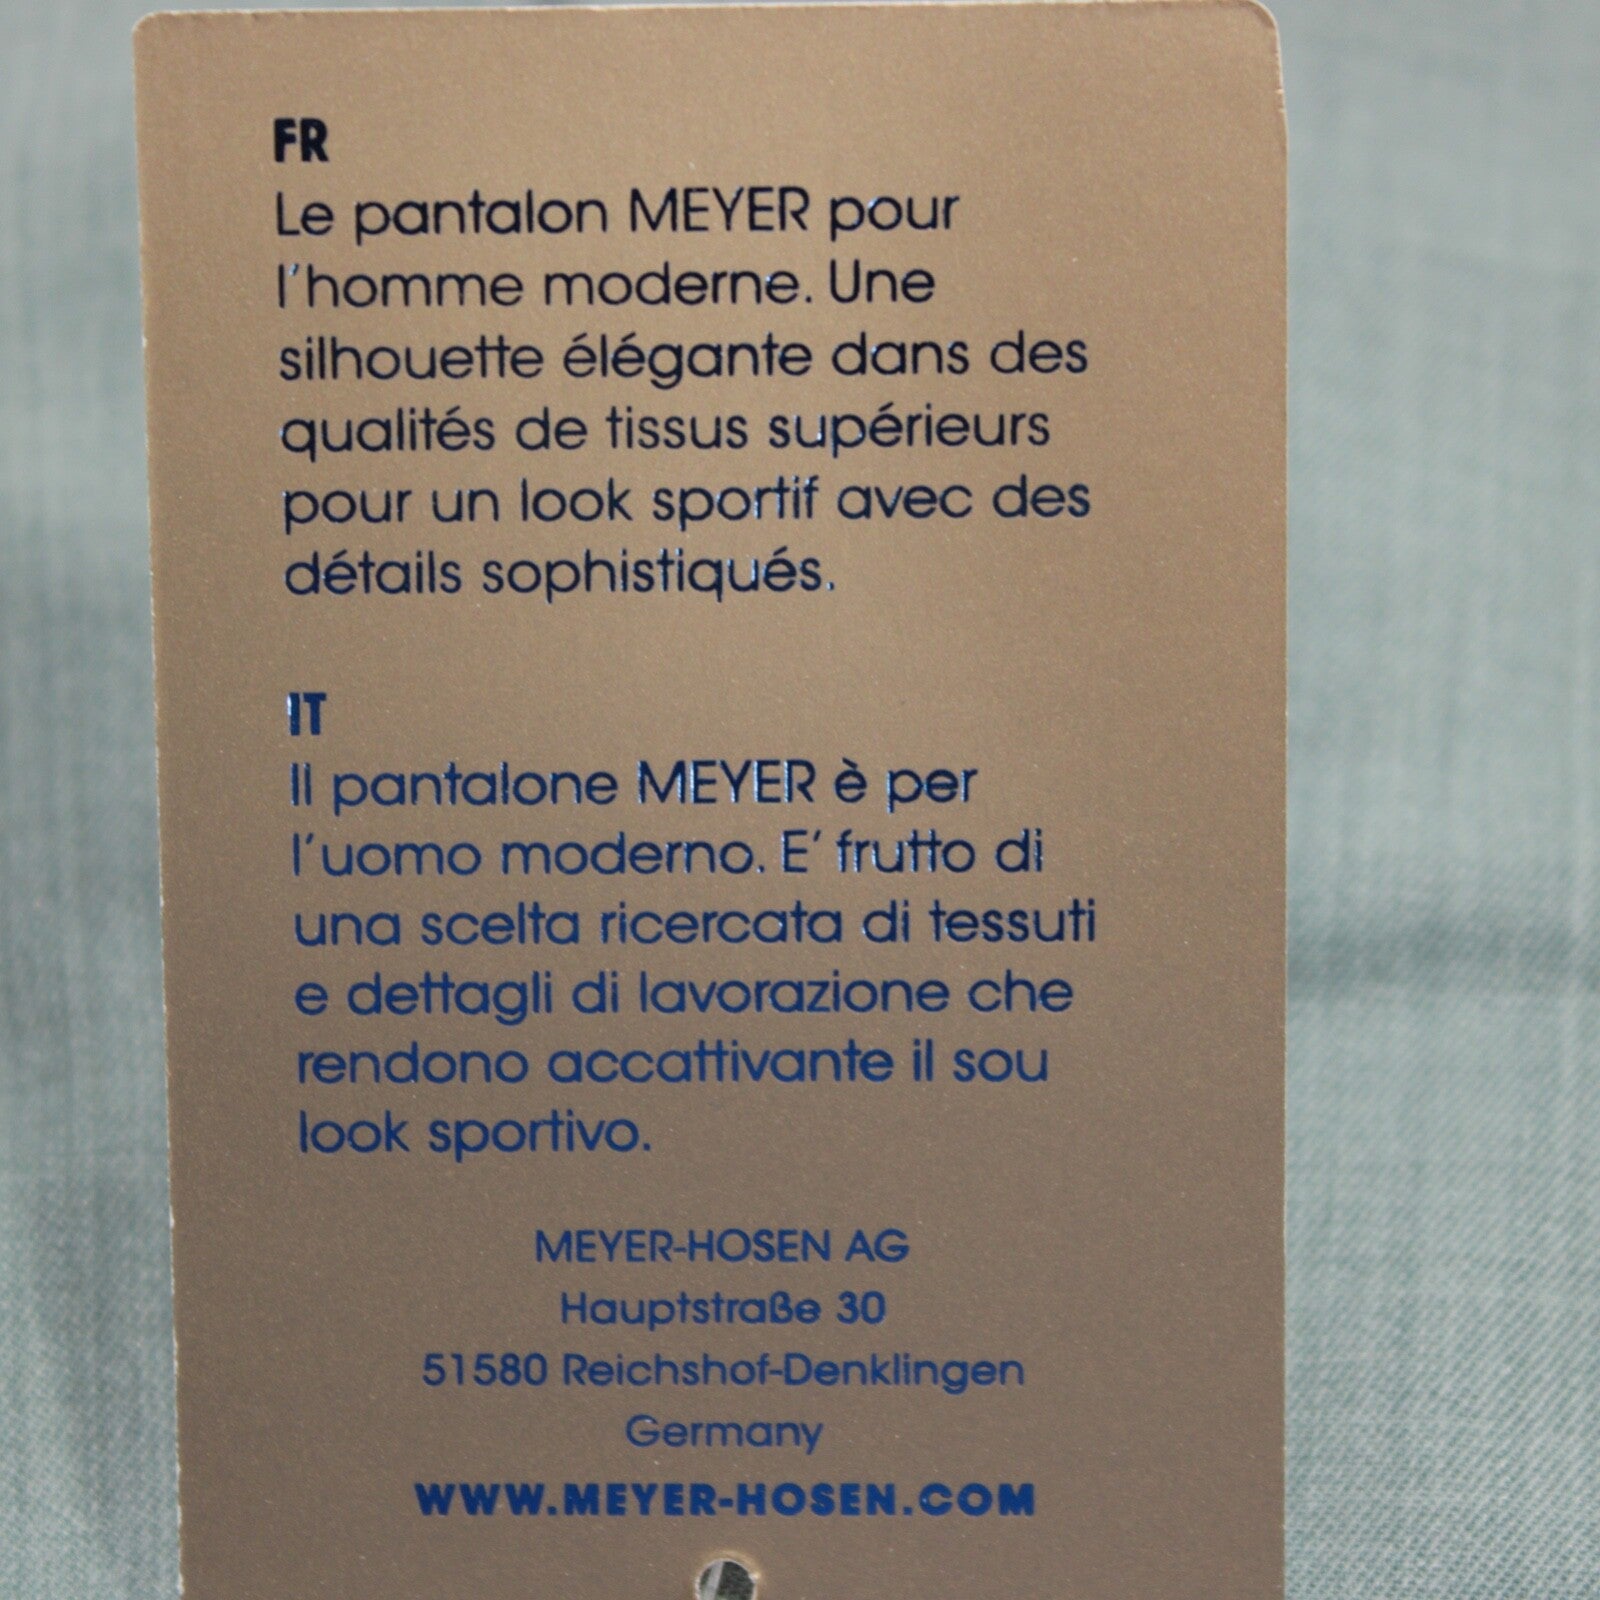 FR
Le pantalon MEYER pour
l'homme moderne. Une
silhouette élégante dans des
qualités de tissus supérieurs
pour un look sportif avec des
détails sophistiqués.
IT
Il pantalone MEYER è per
l'uomo moderno. E' frutto di
una scelta ricercata di tessuti
e dettagli di lavorazione che
rendono accattivante il sou
look sportivo.
MEYER-HOSEN AG
Hauptstraße 30
51580 Reichshof-Denklingen
Germany
WWW.MEYER-HOSEN.COM